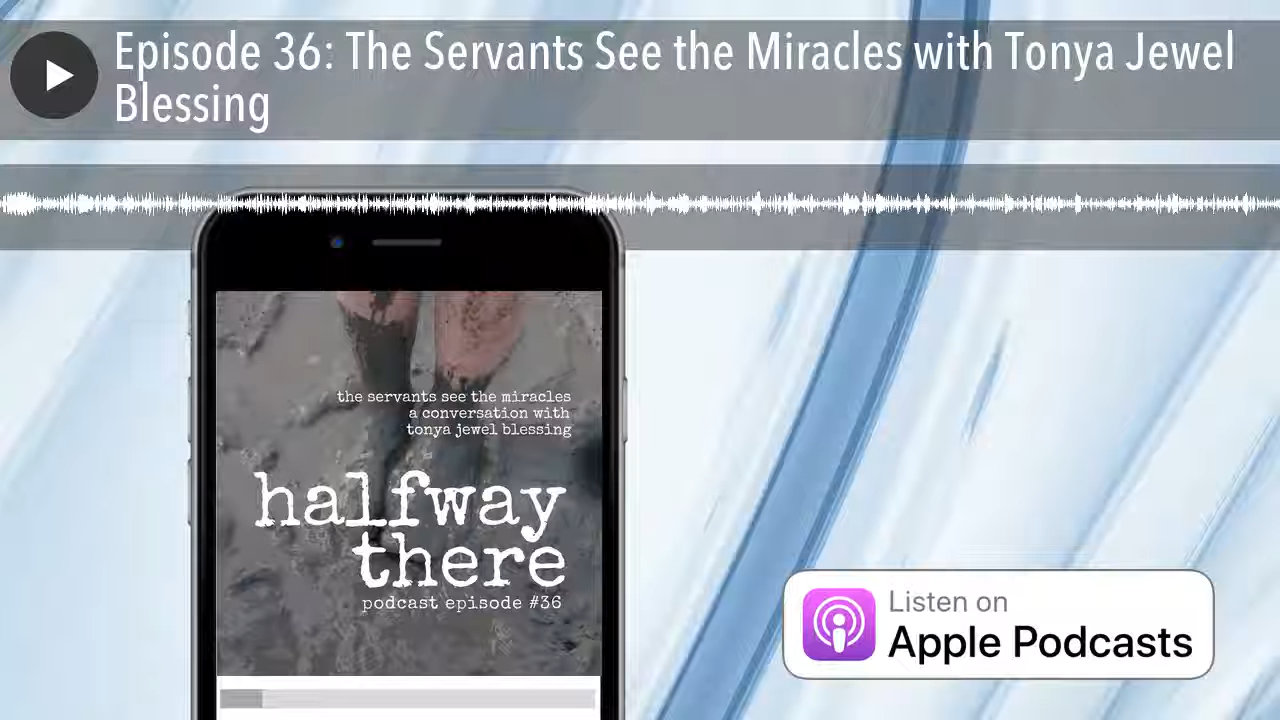 Episode 36: The Servants See the Miracles with Tonya Jewel
Blessing
the servants see the miracles
a conversation with
tonya jewel blessing
halfway
there
podcast episode #36
Listen on
Apple Podcasts